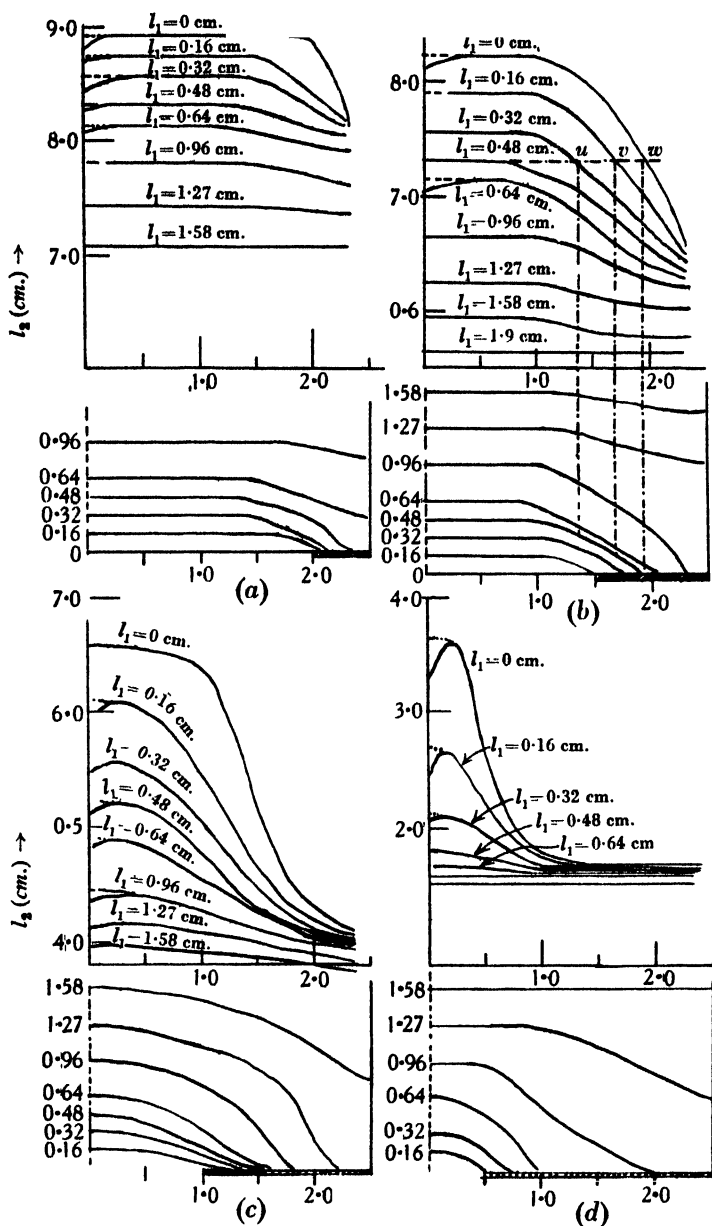 9·0
8·0
7·0
l₂ (cm.) →
l₁=0 cm.
l₁=0·16 cm.
l₁=0·32 cm.
l₁=0·48 cm.
l₁=0·64 cm.
l₁=0·96 cm.
l₁=1·27 cm.
l₁=1·58 cm.
1·0
2·0
0·96
0·64
0·48
0·32
0·16
0
1·0
2·0
(a)
8·0
7·0
0·6
l₁=0 cm.
l₁=0·16 cm.
l₁=0·32 cm.
l₁=0·48 cm.
l₁=0·64 cm.
l₁–0·96 cm.
l₁=1·27 cm.
l₁–1·58 cm.
l₁–1·9 cm.
u
v
w
1·0
2·0
1·58
1·27
0·96
0·64
0·48
0·32
0·16
0
1·0
2·0
(b)
7·0
6·0
0·5
4·0
l₂ (cm.) →
l₁=0 cm.
l₁=0·16 cm.
l₁–0·32 cm.
l₁=0·48 cm.
l₁–0·64 cm.
l₁=0·96 cm.
l₁=1·27 cm.
l₁–1·58 cm.
1·0
2·0
1·58
1·27
0·96
0·64
0·48
0·32
0·16
1·0
2·0
(c)
4·0
3·0
2·0
l₁=0 cm.
l₁=0·16 cm.
l₁=0·32 cm.
l₁=0·48 cm.
l₁=0·64 cm
1·0
2·0
1·58
1·27
0·96
0·64
0·32
0·16
1·0
2·0
(d)